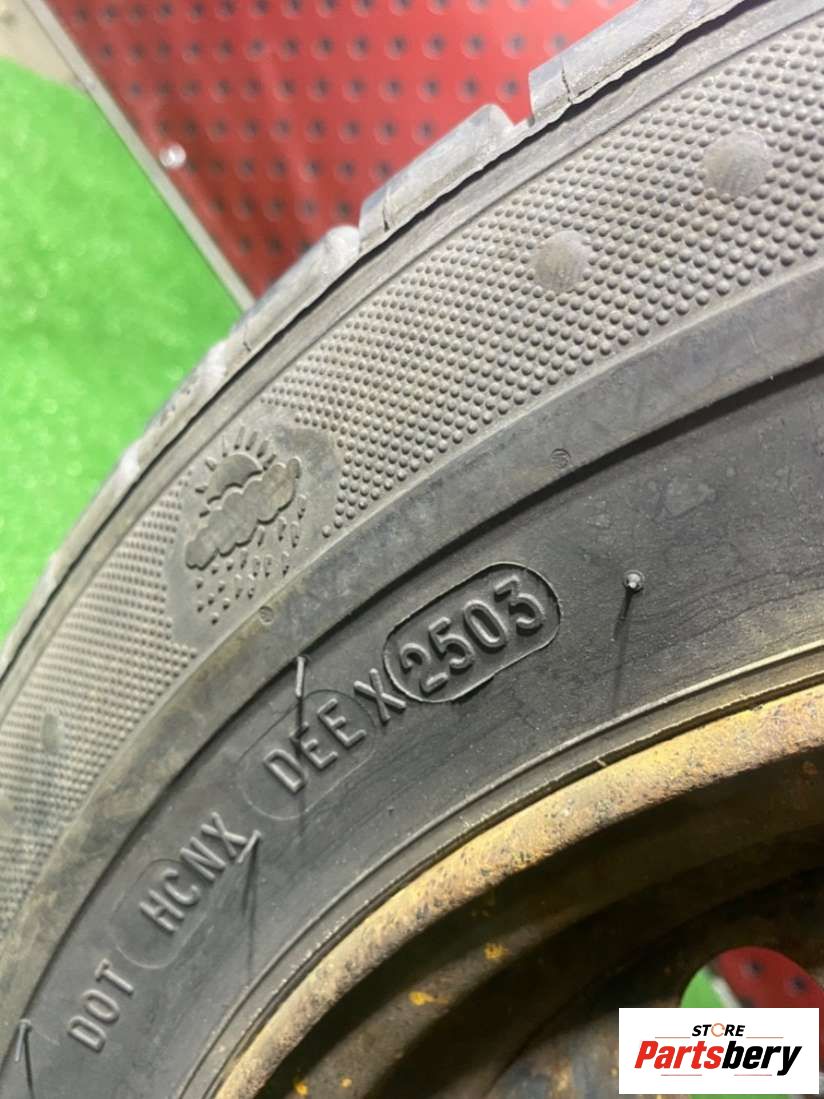 DOT HCNX DEEX 2503
STORE
Partsbery